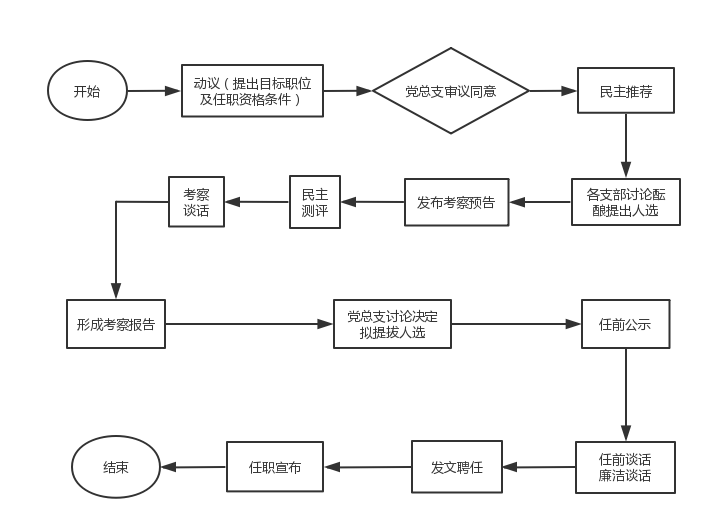 开始
动议（提出目标职位
及任职资格条件）
党总支审议同意
民主推荐
各支部讨论酝
酿提出人选
发布考察预告
民主
测评
考察
谈话
形成考察报告
党总支讨论决定
拟提拔人选
任前公示
任前谈话
廉洁谈话
发文聘任
任职宣布
结束